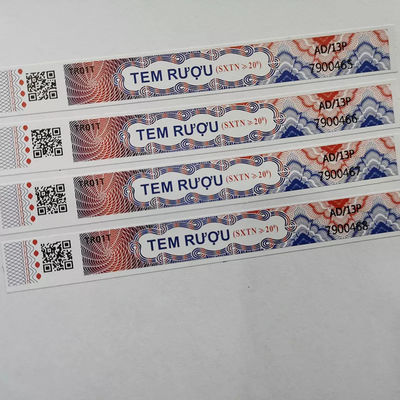 TR01T TEM RƯỢU (SXTN ≥ 20°) AD/13P 7900465
TR01T TEM RƯỢU (SXTN ≥ 20°) AD/13P 7900466
TR01T TEM RƯỢU (SXTN ≥ 20°) AD/13P 7900467
TR01T TEM RƯỢU (SXTN ≥ 20°) AD/13P 7900468